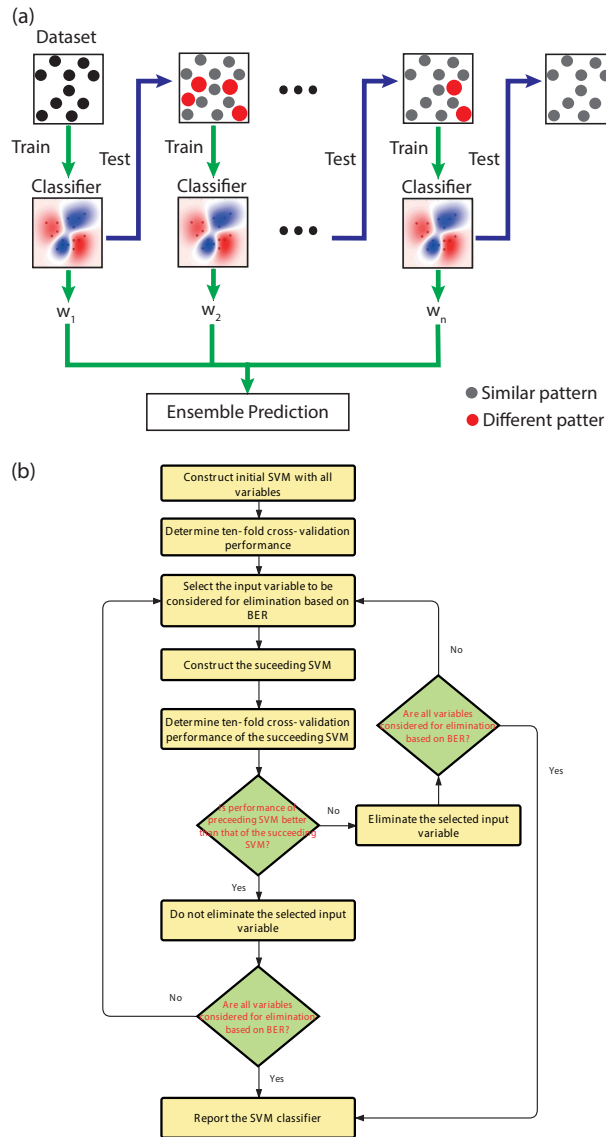 (a)
Dataset
Train
Test
Train
Train
Test
Classifier
Classifier
Classifier
w1
w2
wn
Ensemble Prediction
Similar pattern
Different patter
(b)
Construct initial SVM with all
variables
Determine ten- fold cross- validation
performance
Select the input variable to be
considered for elimination based on
BER
No
Construct the suceeding SVM
Determine ten-fold cross- validation
performance of the succeeding SVM
Are all variables
considered for elimination
based on BER?
Yes
Is performance of
preceeding SVM better
than that of the succeeding
SVM?
No
Eliminate the selected input
variable
Yes
Do not eliminate the selected input
variable
No
Are all variables
considered for elimination
based on BER?
Yes
Report the SVM classifier